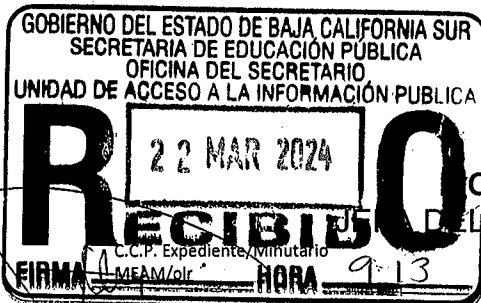 GOBIERNO DEL ESTADO DE BAJA CALIFORNIA SUR
SECRETARIA DE EDUCACIÓN PÚBLICA
OFICINA DEL SECRETARIO
UNIDAD DE ACCESO A LA INFORMACIÓN PUBLICA
22 MAR 2024
RECIBIDO
C.C.P. Expediente/Minutario
MEAM/olr
FIRMA HORA 9:13